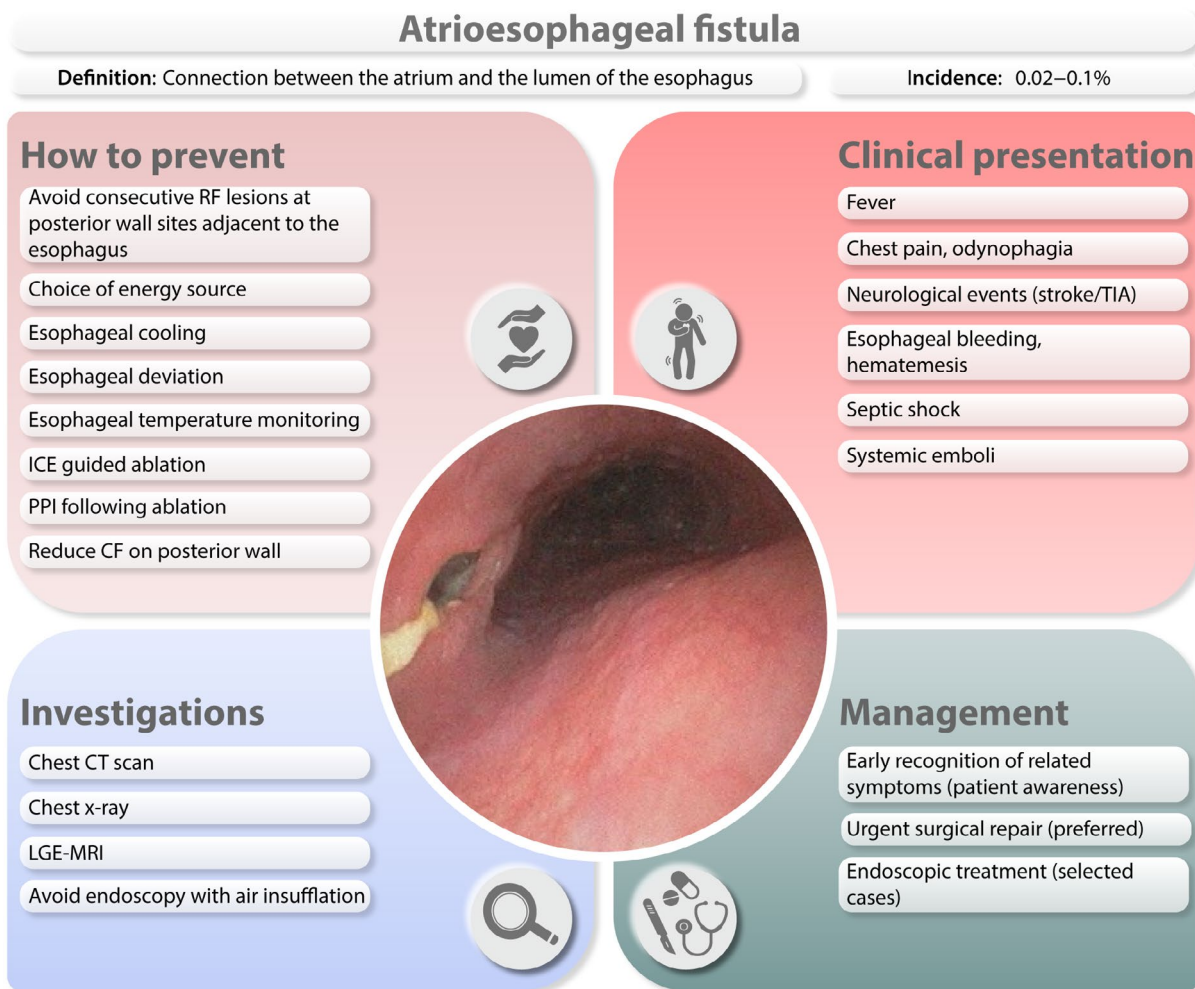 Atrioesophageal fistula
Definition: Connection between the atrium and the lumen of the esophagus
Incidence: 0.02–0.1%
How to prevent
Avoid consecutive RF lesions at
posterior wall sites adjacent to the
esophagus
Choice of energy source
Esophageal cooling
Esophageal deviation
Esophageal temperature monitoring
ICE guided ablation
PPI following ablation
Reduce CF on posterior wall
Clinical presentation
Fever
Chest pain, odynophagia
Neurological events (stroke/TIA)
Esophageal bleeding,
hematemesis
Septic shock
Systemic emboli
Investigations
Chest CT scan
Chest x-ray
LGE-MRI
Avoid endoscopy with air insufflation
Management
Early recognition of related
symptoms (patient awareness)
Urgent surgical repair (preferred)
Endoscopic treatment (selected
cases)